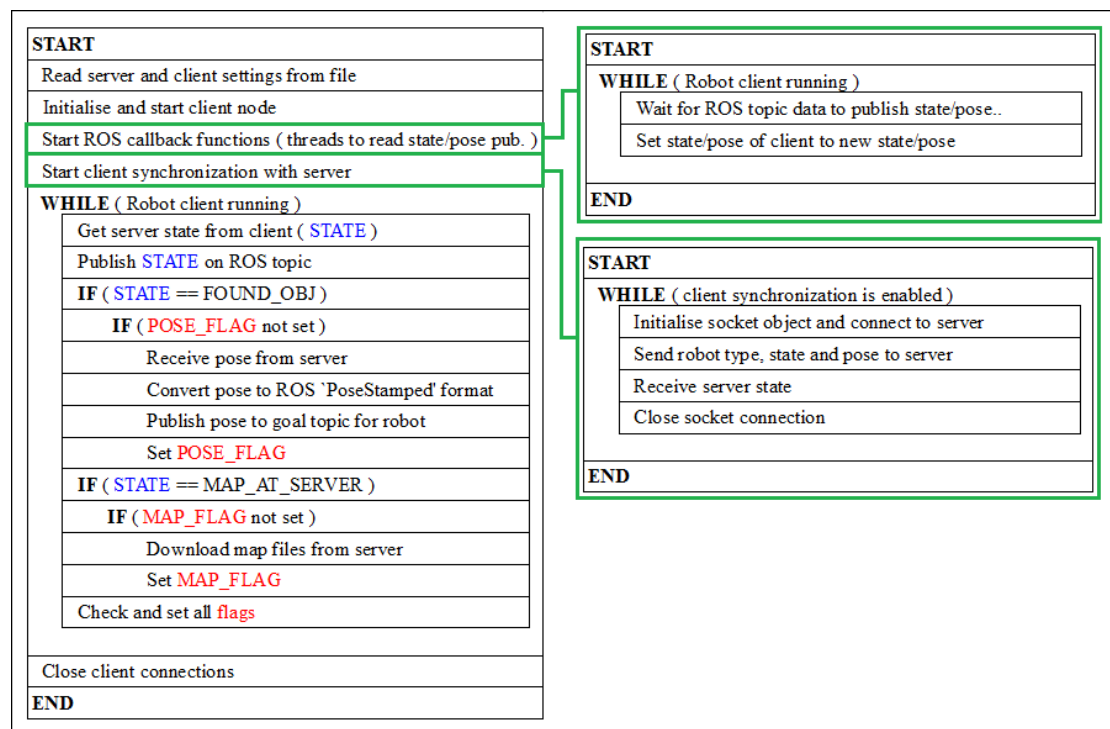 START
Read server and client settings from file
Initialise and start client node
Start ROS callback functions ( threads to read state/pose pub. )
Start client synchronization with server
WHILE ( Robot client running )
Get server state from client ( STATE )
Publish STATE on ROS topic
IF ( STATE == FOUND_OBJ )
IF ( POSE_FLAG not set )
Receive pose from server
Convert pose to ROS `PoseStamped' format
Publish pose to goal topic for robot
Set POSE_FLAG
IF ( STATE == MAP_AT_SERVER )
IF ( MAP_FLAG not set )
Download map files from server
Set MAP_FLAG
Check and set all flags
Close client connections
END
START
WHILE ( Robot client running )
Wait for ROS topic data to publish state/pose..
Set state/pose of client to new state/pose
END
START
WHILE ( client synchronization is enabled )
Initialise socket object and connect to server
Send robot type, state and pose to server
Receive server state
Close socket connection
END